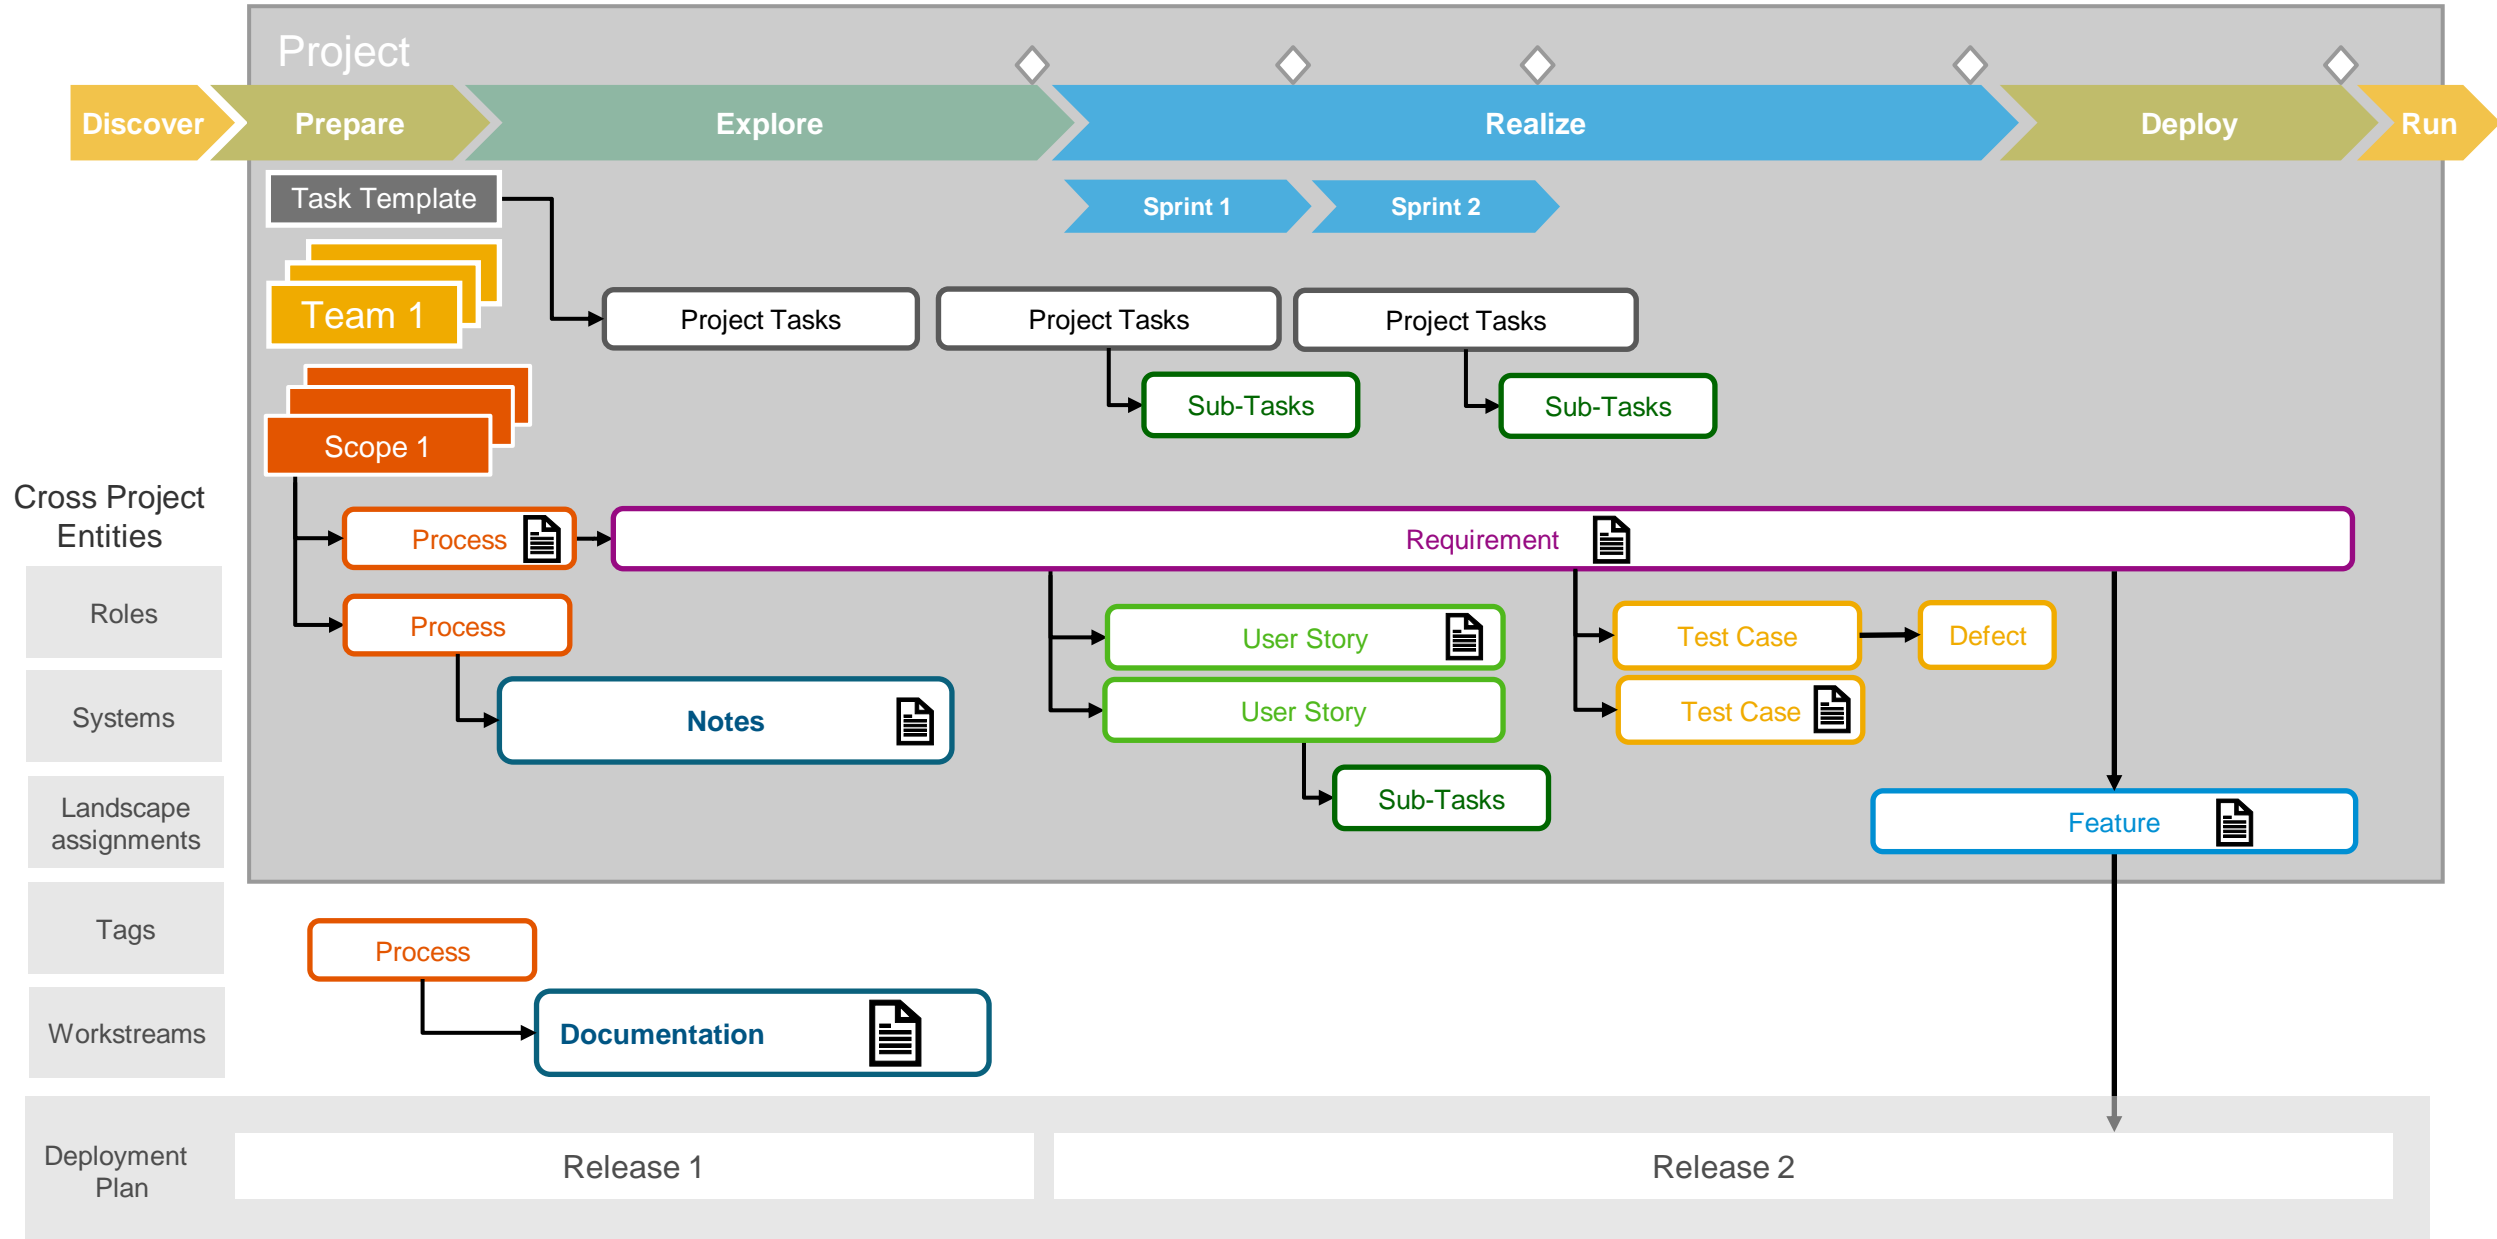 Project
Discover
Prepare
Explore
Realize
Deploy
Run
Task Template
Sprint 1
Sprint 2
Team 1
Project Tasks
Project Tasks
Project Tasks
Sub-Tasks
Sub-Tasks
Scope 1
Cross Project
Entities
Process
Requirement
Roles
Process
User Story
Test Case
Defect
Systems
Notes
User Story
Test Case
Landscape
assignments
Sub-Tasks
Feature
Tags
Process
Workstreams
Documentation
Deployment
Plan
Release 1
Release 2